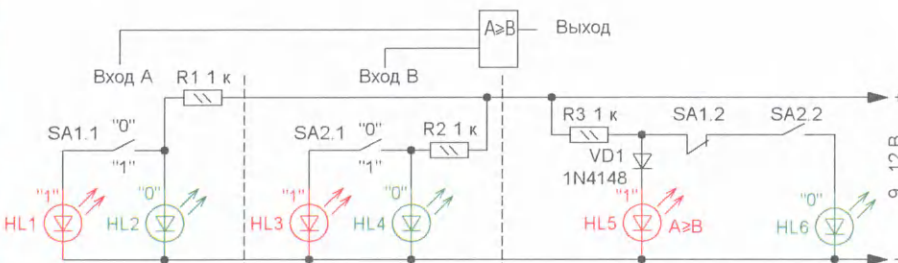 A≥B
Выход
Вход A
Вход B
R1 1 к
SA1.1
"0"
"1"
SA2.1
"0"
"1"
R2 1 к
R3 1 к
SA1.2
SA2.2
VD1
1N4148
"1"
HL1
"0"
HL2
"1"
HL3
"0"
HL4
"1"
HL5
A≥B
"0"
HL6
+
9...12 В
-